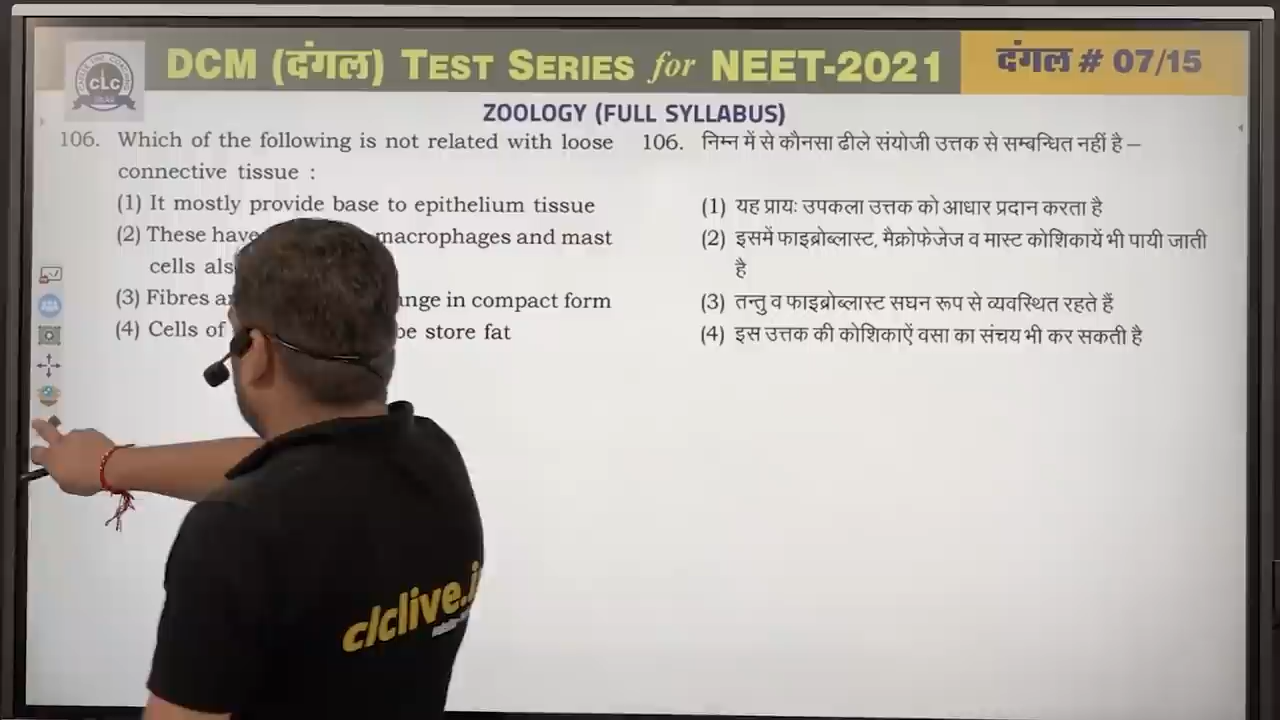 DCM (दंगल) TEST SERIES for NEET-2021
दंगल # 07/15
CLC
ZOOLOGY (FULL SYLLABUS)
106. Which of the following is not related with loose
connective tissue :
(1) It mostly provide base to epithelium tissue
(2) These have macrophages and mast
cells
(3) Fibres in compact form
(4) Cells of be store fat
106. निम्न में से कौनसा ढीले संयोजी उत्तक से सम्बन्धित नहीं है –
(1) यह प्रायः उपकला उत्तक को आधार प्रदान करता है
(2) इसमें फाइब्रोब्लास्ट, मैक्रोफेजेज व मास्ट कोशिकायें भी पायी जाती
है
(3) तन्तु व फाइब्रोब्लास्ट सघन रूप से व्यवस्थित रहते हैं
(4) इस उत्तक की कोशिकाऐं वसा का संचय भी कर सकती है
clclive.i